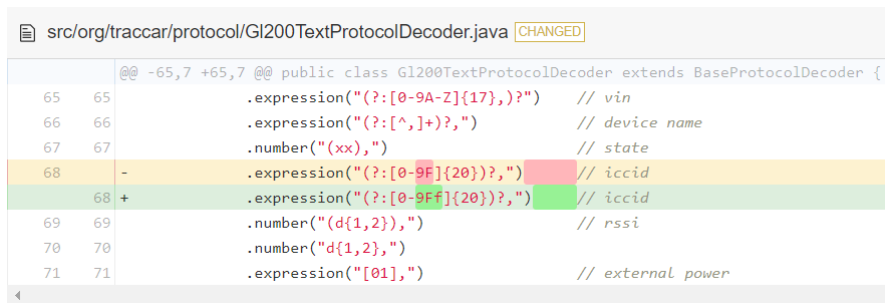 src/org/traccar/protocol/Gl200TextProtocolDecoder.java CHANGED
@@ -65,7 +65,7 @@ public class Gl200TextProtocolDecoder extends BaseProtocolDecoder {
65 65 .expression("(?:[0-9A-Z]{17},)?") // vin
66 66 .expression("(?:[^,]+)?,") // device name
67 67 .number("(xx),") // state
68 - .expression("(?:[0-9F]{20})?,") // iccid
68 + .expression("(?:[0-9Ff]{20})?,") // iccid
69 69 .number("(d{1,2}),") // rssi
70 70 .number("d{1,2},")
71 71 .expression("[01],") // external power